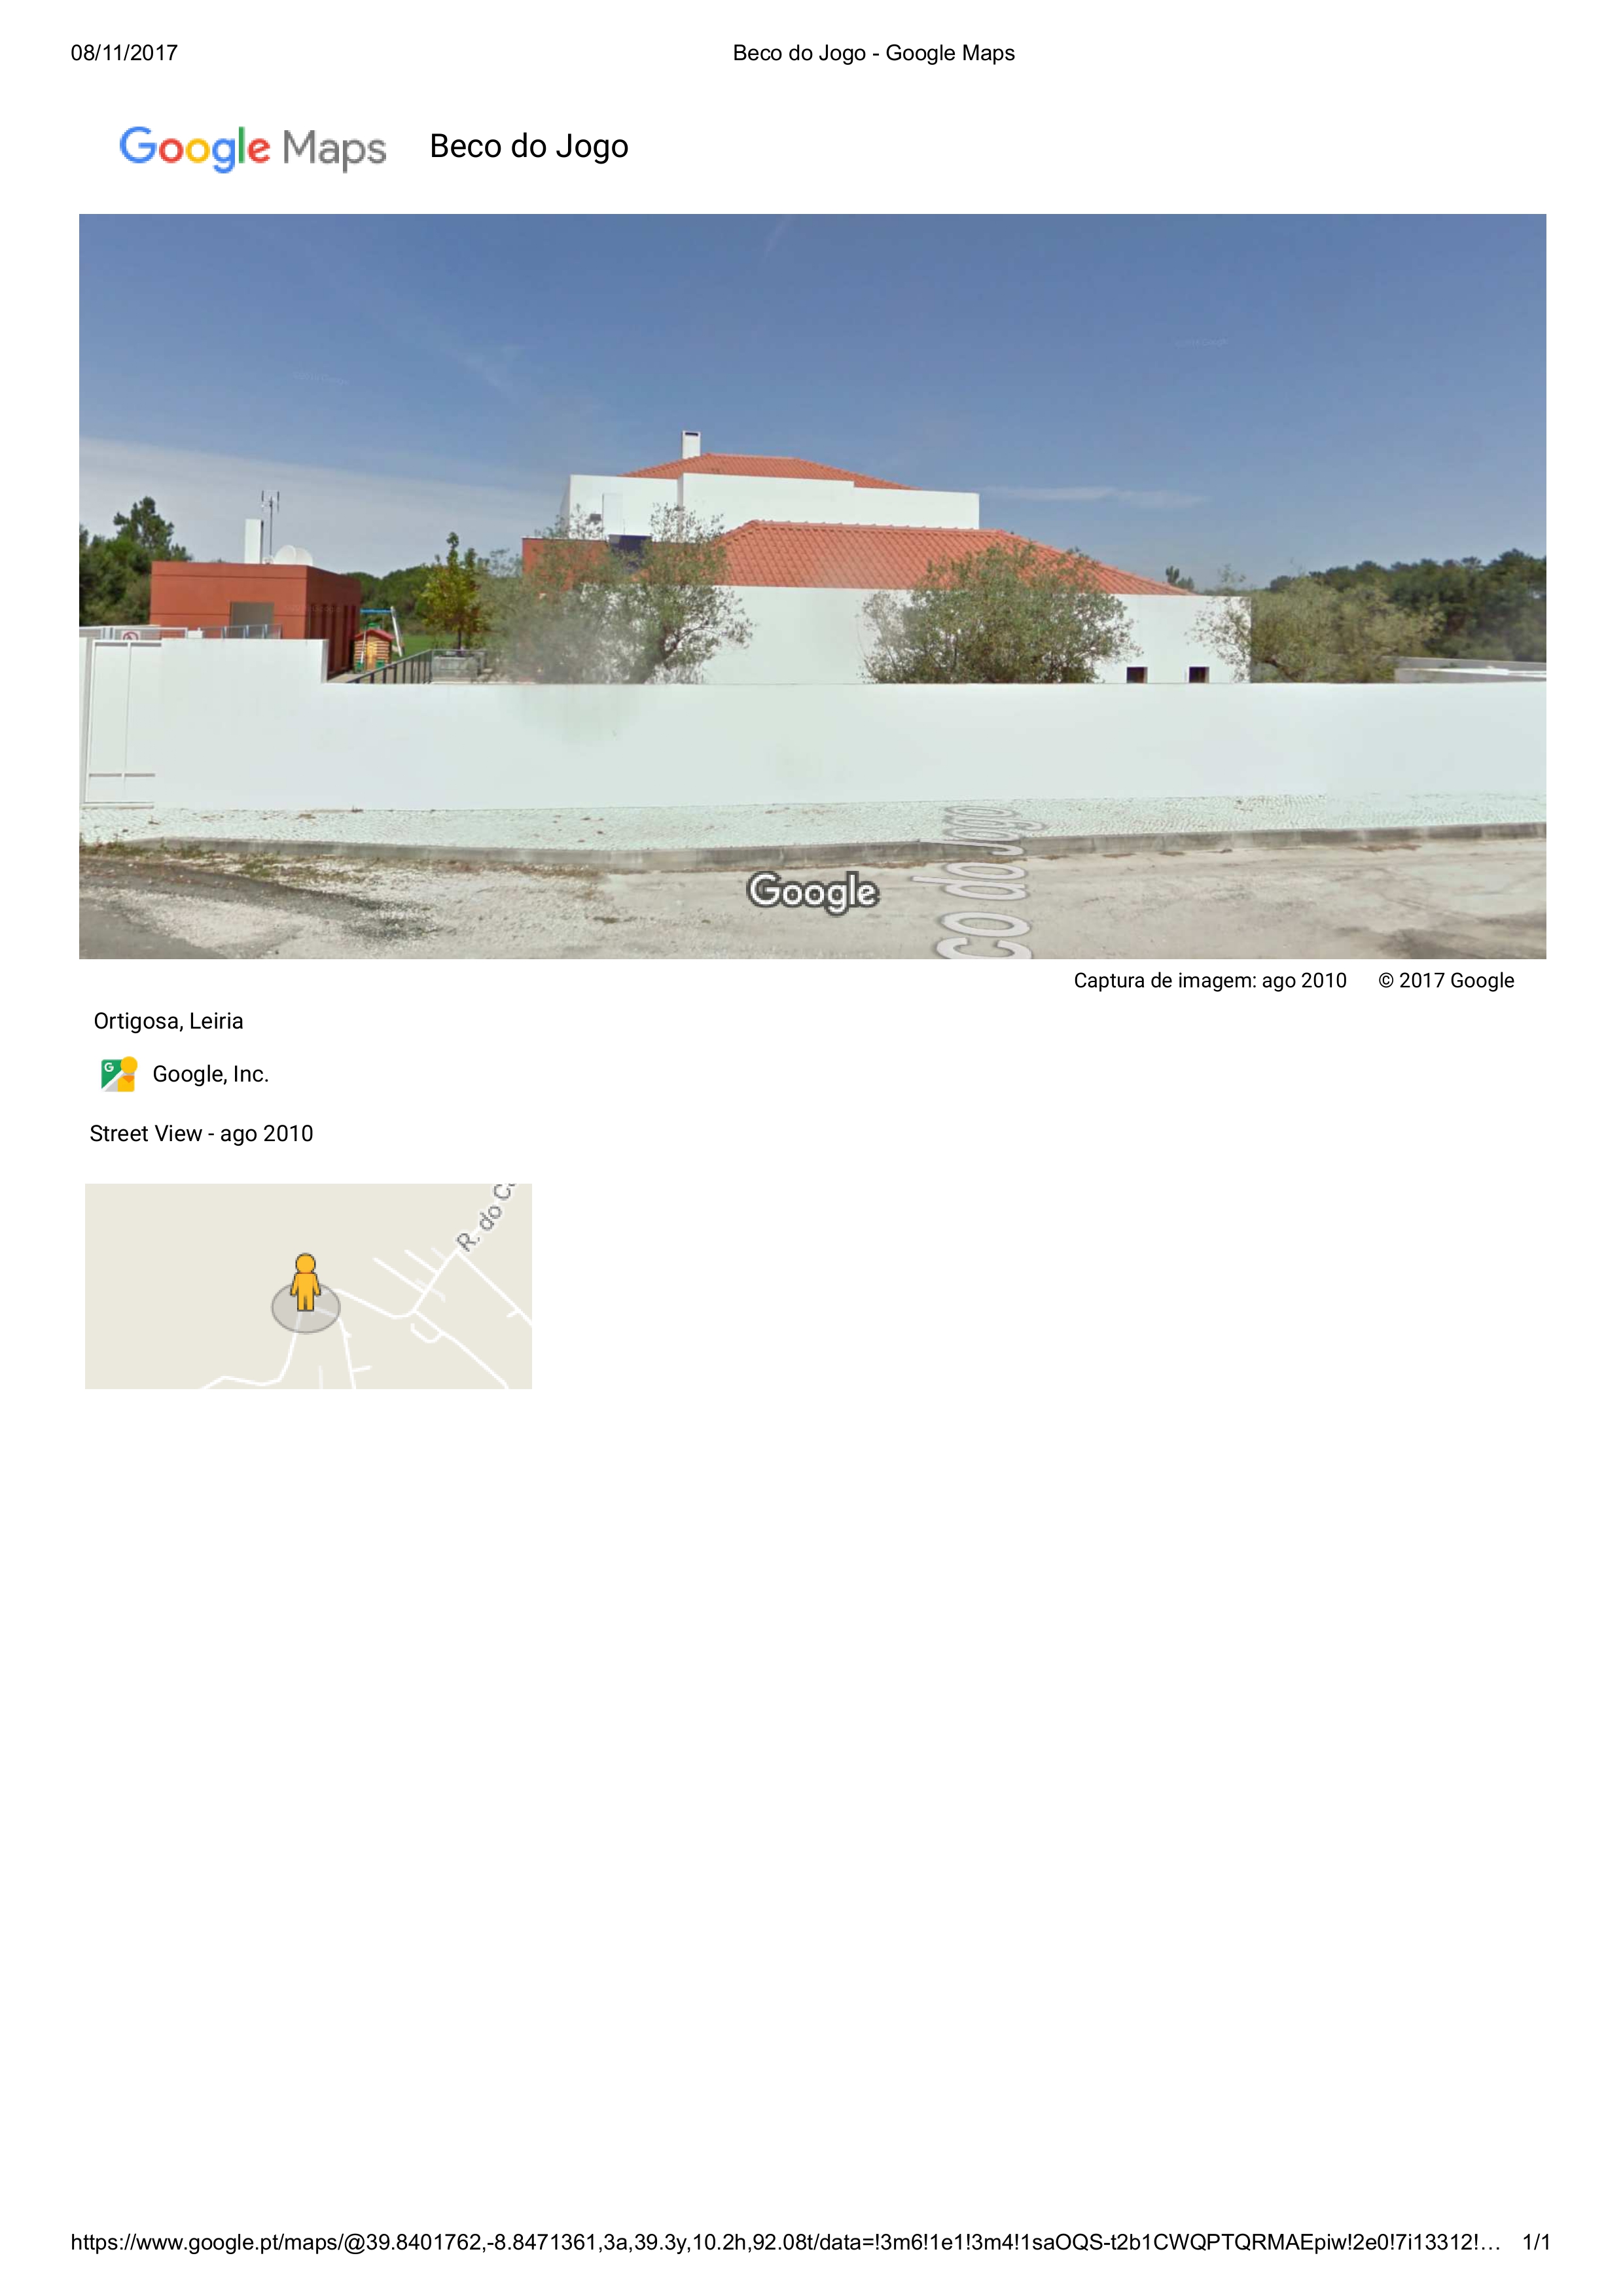 08/11/2017 Beco do Jogo - Google Maps
Google Maps Beco do Jogo
co do Jogo
Google
Captura de imagem: ago 2010 © 2017 Google
Ortigosa, Leiria
Google, Inc.
Street View - ago 2010
R. do
https://www.google.pt/maps/@39.8401762,-8.8471361,3a,39.3y,10.2h,92.08t/data=!3m6!1e1!3m4!1saOQS-t2b1CWQPTQRMAEpiw!2e0!7i13312!… 1/1